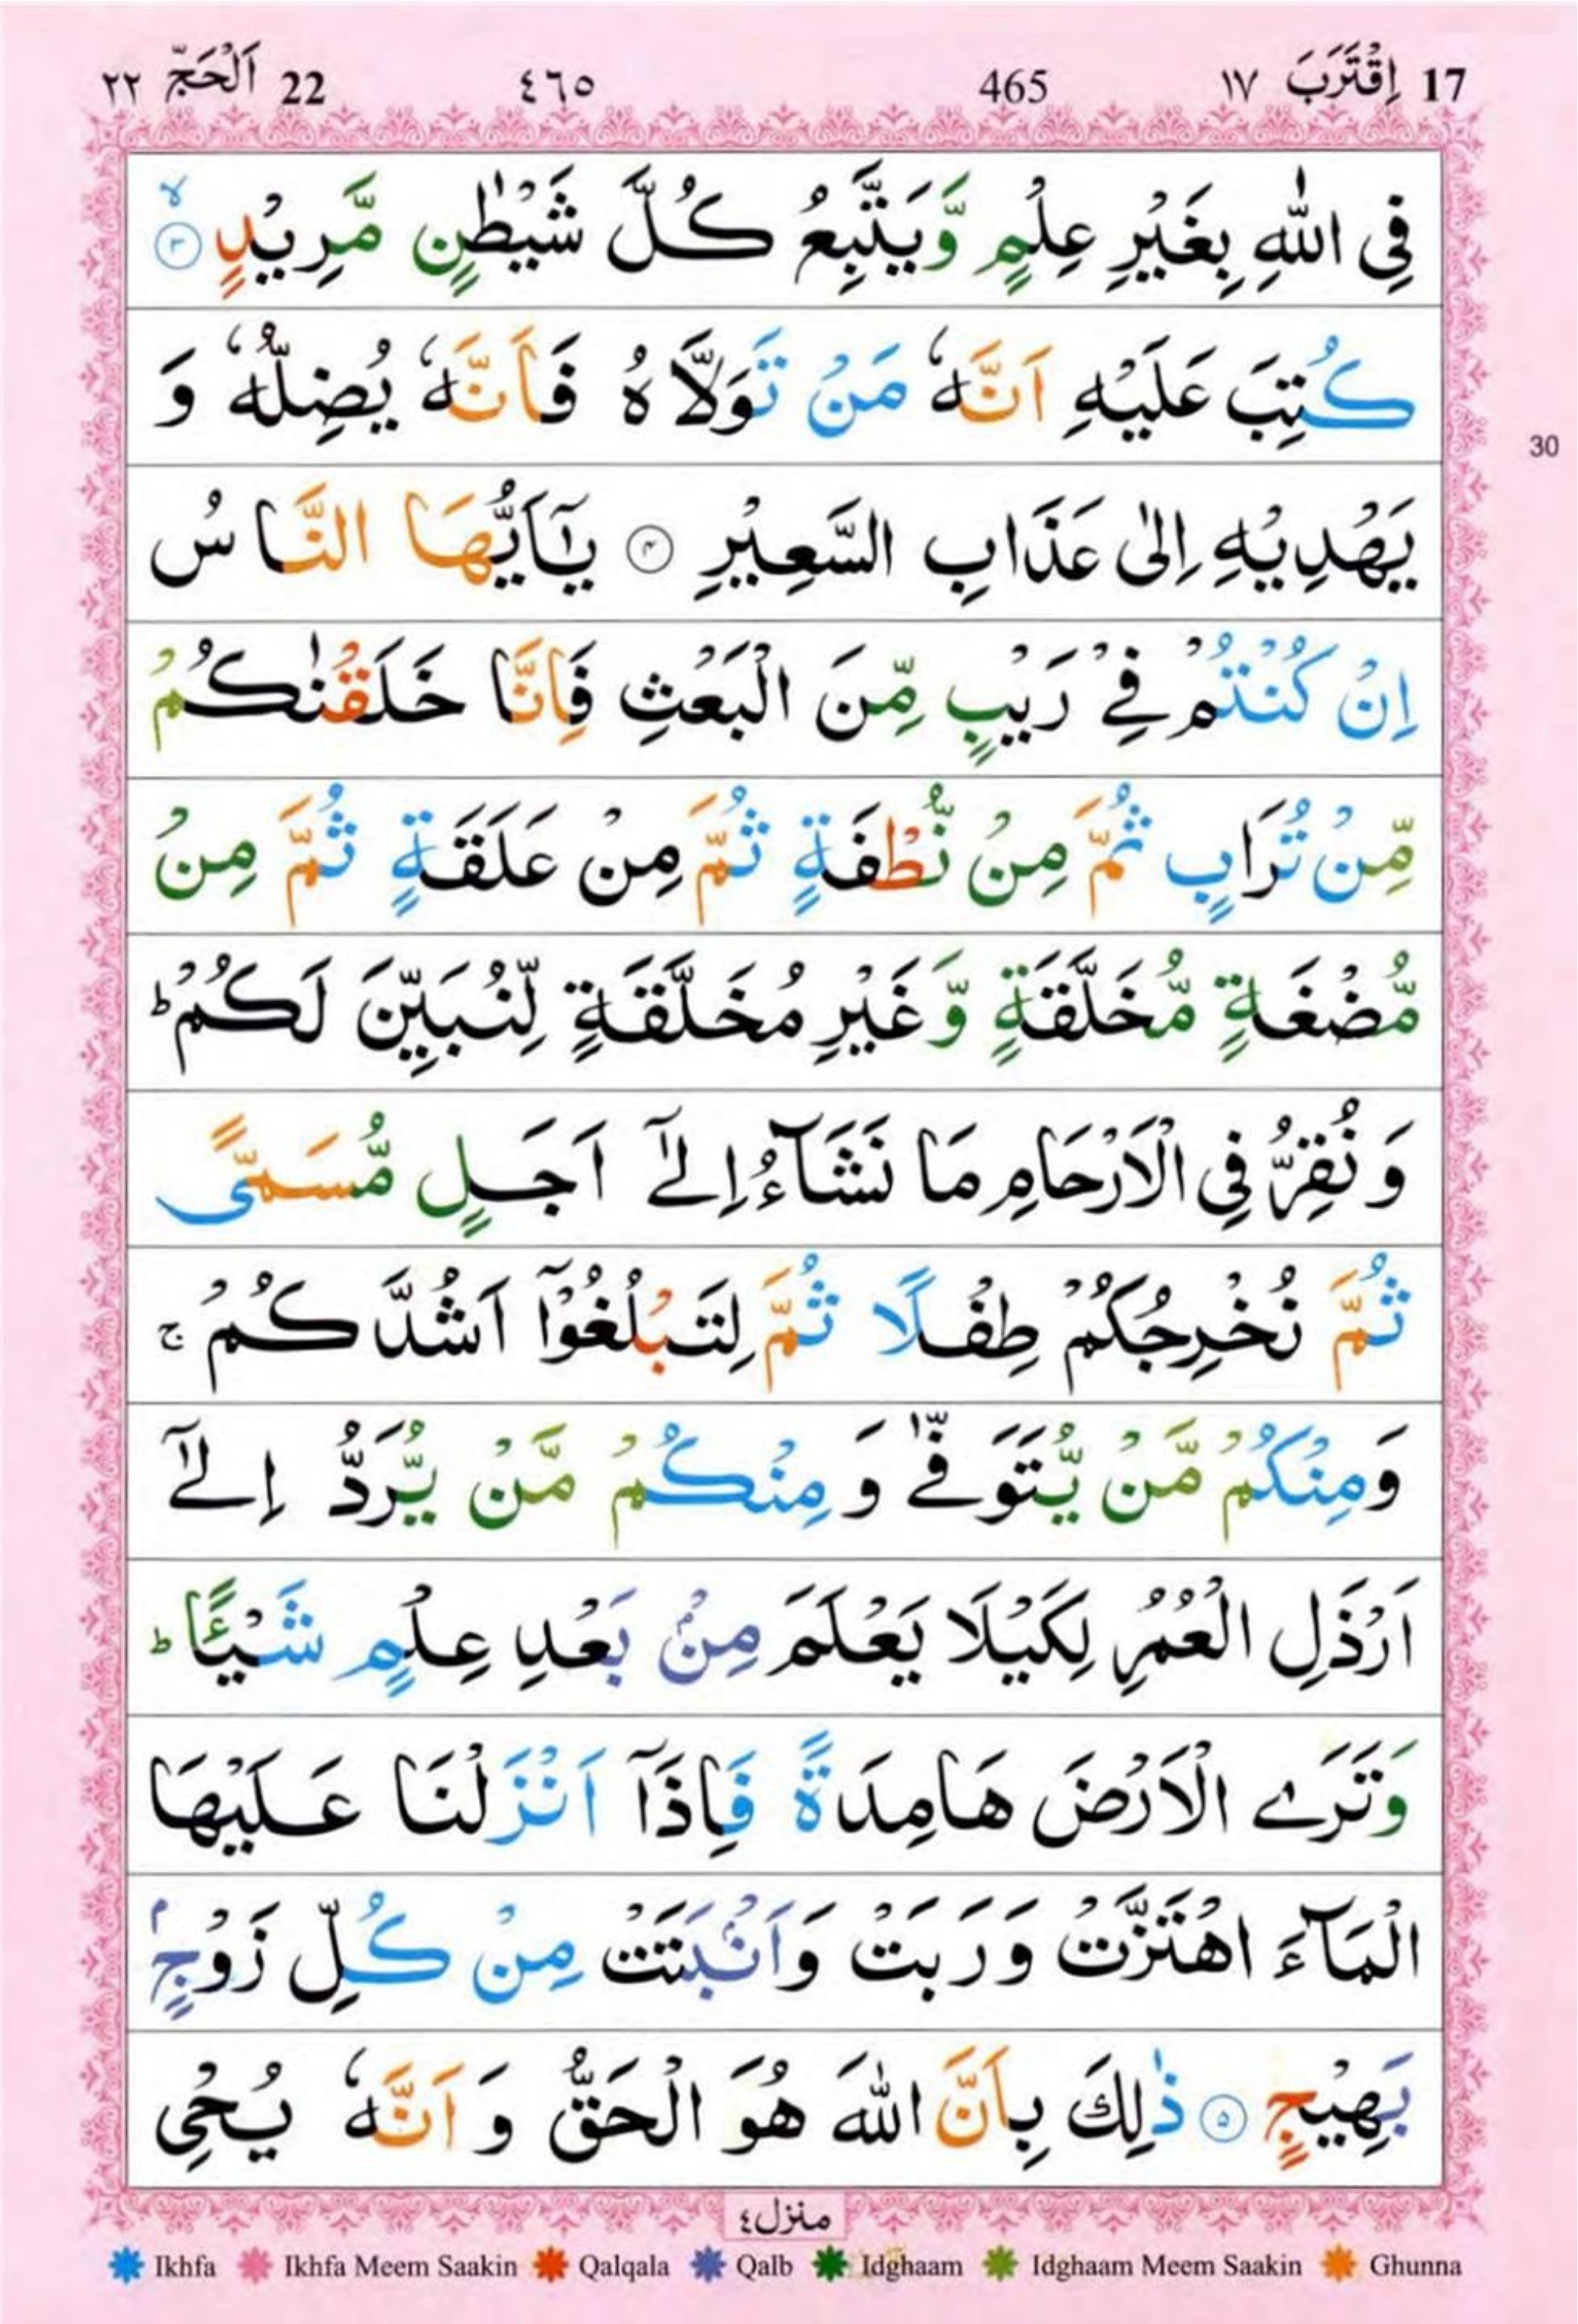 17 اِقْتَرَبَ ١٧ 465 ٤٦٥ 22 اَلْحَجّ ٢٢
فِى اللّٰهِ بِغَيْرِ عِلْمٍ وَّيَتَّبِعُ كُلَّ شَيْطٰنٍ مَّرِيْدٍ ۙ ﴿٣﴾
كُتِبَ عَلَيْهِ اَنَّهٗ مَنْ تَوَلَّاهُ فَاَنَّهٗ يُضِلُّهٗ وَ
30
يَهْدِيْهِ اِلٰى عَذَابِ السَّعِيْرِ ﴿٤﴾ يٰۤاَيُّهَا النَّاسُ
اِنْ كُنْتُمْ فِيْ رَيْبٍ مِّنَ الْبَعْثِ فَاِنَّا خَلَقْنٰكُمْ
مِّنْ تُرَابٍ ثُمَّ مِنْ نُّطْفَةٍ ثُمَّ مِنْ عَلَقَةٍ ثُمَّ مِنْ
مُّضْغَةٍ مُّخَلَّقَةٍ وَّغَيْرِ مُخَلَّقَةٍ لِّنُبَيِّنَ لَكُمْ ؕ
وَنُقِرُّ فِى الْاَرْحَامِ مَا نَشَآءُ اِلٰۤى اَجَلٍ مُّسَمًّى
ثُمَّ نُخْرِجُكُمْ طِفْلًا ثُمَّ لِتَبْلُغُوْۤا اَشُدَّكُمْ ۚ
وَمِنْكُمْ مَّنْ يُّتَوَفّٰى وَمِنْكُمْ مَّنْ يُّرَدُّ اِلٰۤى
اَرْذَلِ الْعُمُرِ لِكَيْلَا يَعْلَمَ مِنْۢ بَعْدِ عِلْمٍ شَيْـًٔا ؕ
وَتَرَى الْاَرْضَ هَامِدَةً فَاِذَاۤ اَنْزَلْنَا عَلَيْهَا
الْمَآءَ اهْتَزَّتْ وَرَبَتْ وَاَنْۢبَتَتْ مِنْ كُلِّ زَوْجٍۭ
بَهِيْجٍ ﴿٥﴾ ذٰلِكَ بِاَنَّ اللّٰهَ هُوَ الْحَقُّ وَاَنَّهٗ يُحْىِ
منزل٤
Ikhfa Ikhfa Meem Saakin Qalqala Qalb Idghaam Idghaam Meem Saakin Ghunna